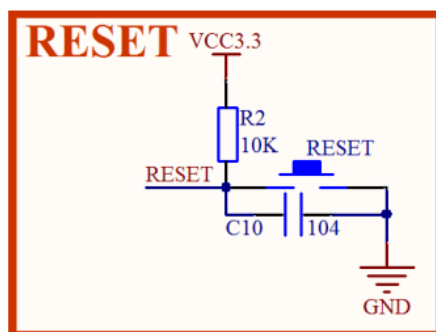 RESET
VCC3.3
R2
10K
RESET
RESET
C10
104
GND